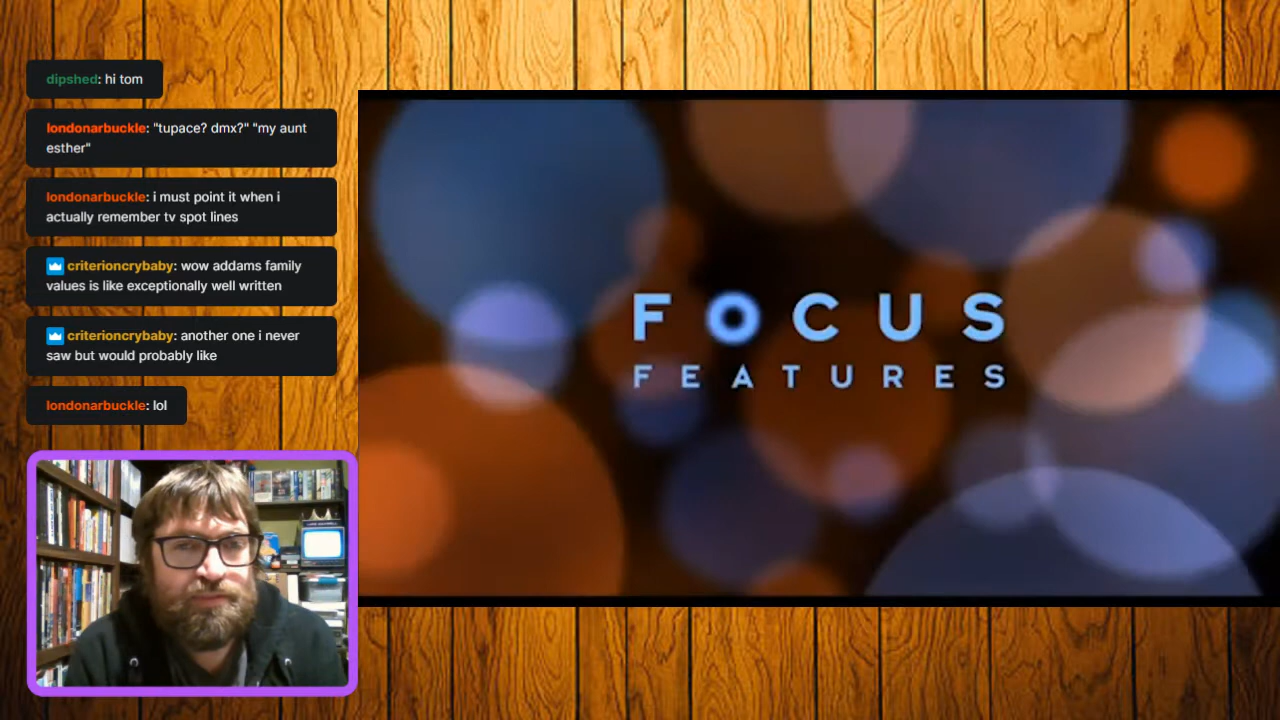 dipshed: hi tom
londonarbuckle: "tupace? dmx?" "my aunt
esther"
londonarbuckle: i must point it when i
actually remember tv spot lines
criterioncrybaby: wow addams family
values is like exceptionally well written
criterioncrybaby: another one i never
saw but would probably like
londonarbuckle: lol
FOCUS
FEATURES